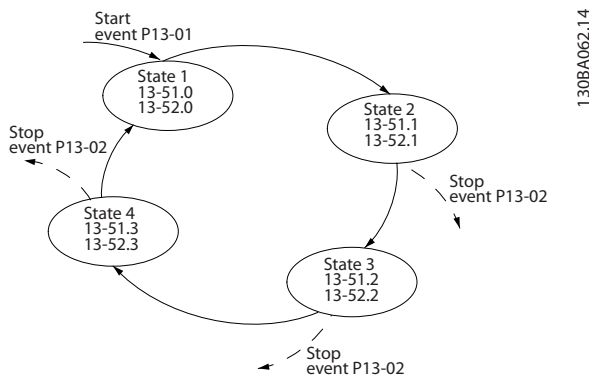 Start
event P13-01
State 1
13-51.0
13-52.0
State 2
13-51.1
13-52.1
Stop
event P13-02
Stop
event P13-02
State 4
13-51.3
13-52.3
State 3
13-51.2
13-52.2
Stop
event P13-02
130BA062.14